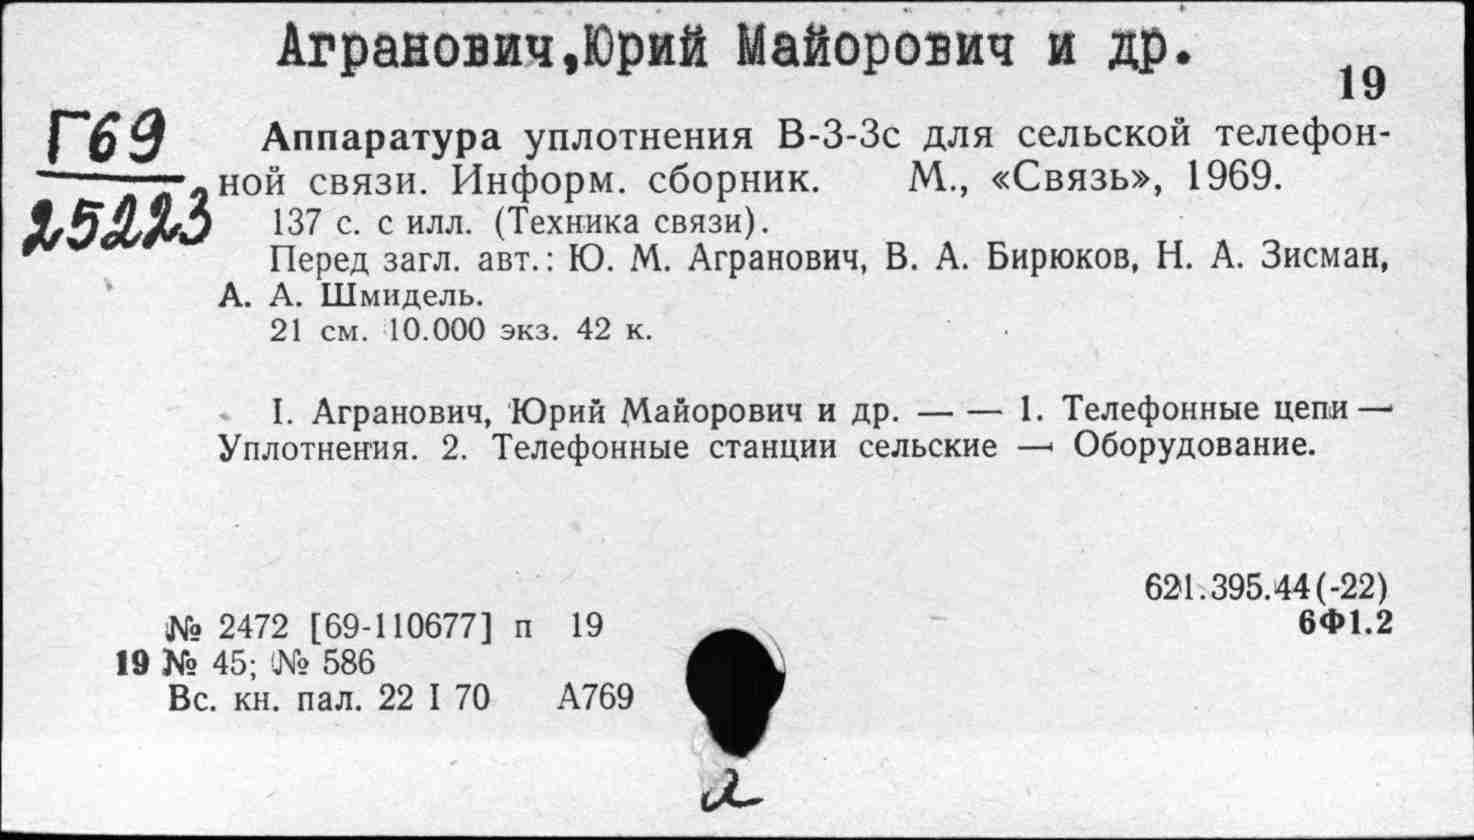 Агранович,Юрий Майорович и др.
19
Г69
25223
Аппаратура уплотнения В-3-3с для сельской телефон-
ной связи. Информ. сборник. М., «Связь», 1969.
137 с. с илл. (Техника связи).
Перед загл. авт.: Ю. М. Агранович, В. А. Бирюков, Н. А. Зисман,
А. А. Шмидель.
21 см. 10.000 экз. 42 к.
I. Агранович, Юрий Майорович и др. — — 1. Телефонные цепи —
Уплотнения. 2. Телефонные станции сельские — Оборудование.
621.395.44(-22)
6Ф1.2
№ 2472 [69-110677] п 19
19 № 45; № 586
Вс. кн. пал. 22 I 70 А769